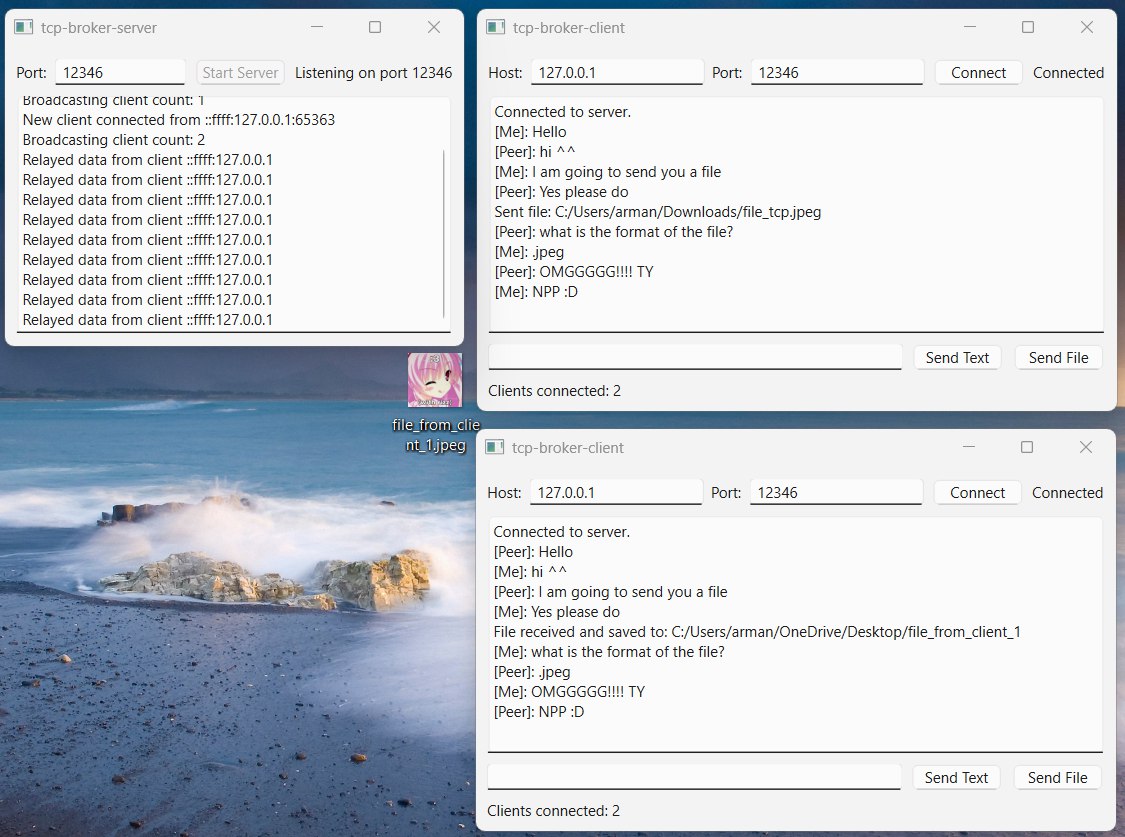 tcp-broker-server
Port: 12346 Start Server Listening on port 12346
Broadcasting client count: 1
New client connected from ::ffff:127.0.0.1:65363
Broadcasting client count: 2
Relayed data from client ::ffff:127.0.0.1
Relayed data from client ::ffff:127.0.0.1
Relayed data from client ::ffff:127.0.0.1
Relayed data from client ::ffff:127.0.0.1
Relayed data from client ::ffff:127.0.0.1
Relayed data from client ::ffff:127.0.0.1
Relayed data from client ::ffff:127.0.0.1
Relayed data from client ::ffff:127.0.0.1
Relayed data from client ::ffff:127.0.0.1
file_from_clie
nt_1.jpeg
tcp-broker-client
Host: 127.0.0.1 Port: 12346 Connect Connected
Connected to server.
[Me]: Hello
[Peer]: hi ^^
[Me]: I am going to send you a file
[Peer]: Yes please do
Sent file: C:/Users/arman/Downloads/file_tcp.jpeg
[Peer]: what is the format of the file?
[Me]: .jpeg
[Peer]: OMGGGGG!!!! TY
[Me]: NPP :D
Send Text Send File
Clients connected: 2
tcp-broker-client
Host: 127.0.0.1 Port: 12346 Connect Connected
Connected to server.
[Peer]: Hello
[Me]: hi ^^
[Peer]: I am going to send you a file
[Me]: Yes please do
File received and saved to: C:/Users/arman/OneDrive/Desktop/file_from_client_1
[Me]: what is the format of the file?
[Peer]: .jpeg
[Me]: OMGGGGG!!!! TY
[Peer]: NPP :D
Send Text Send File
Clients connected: 2